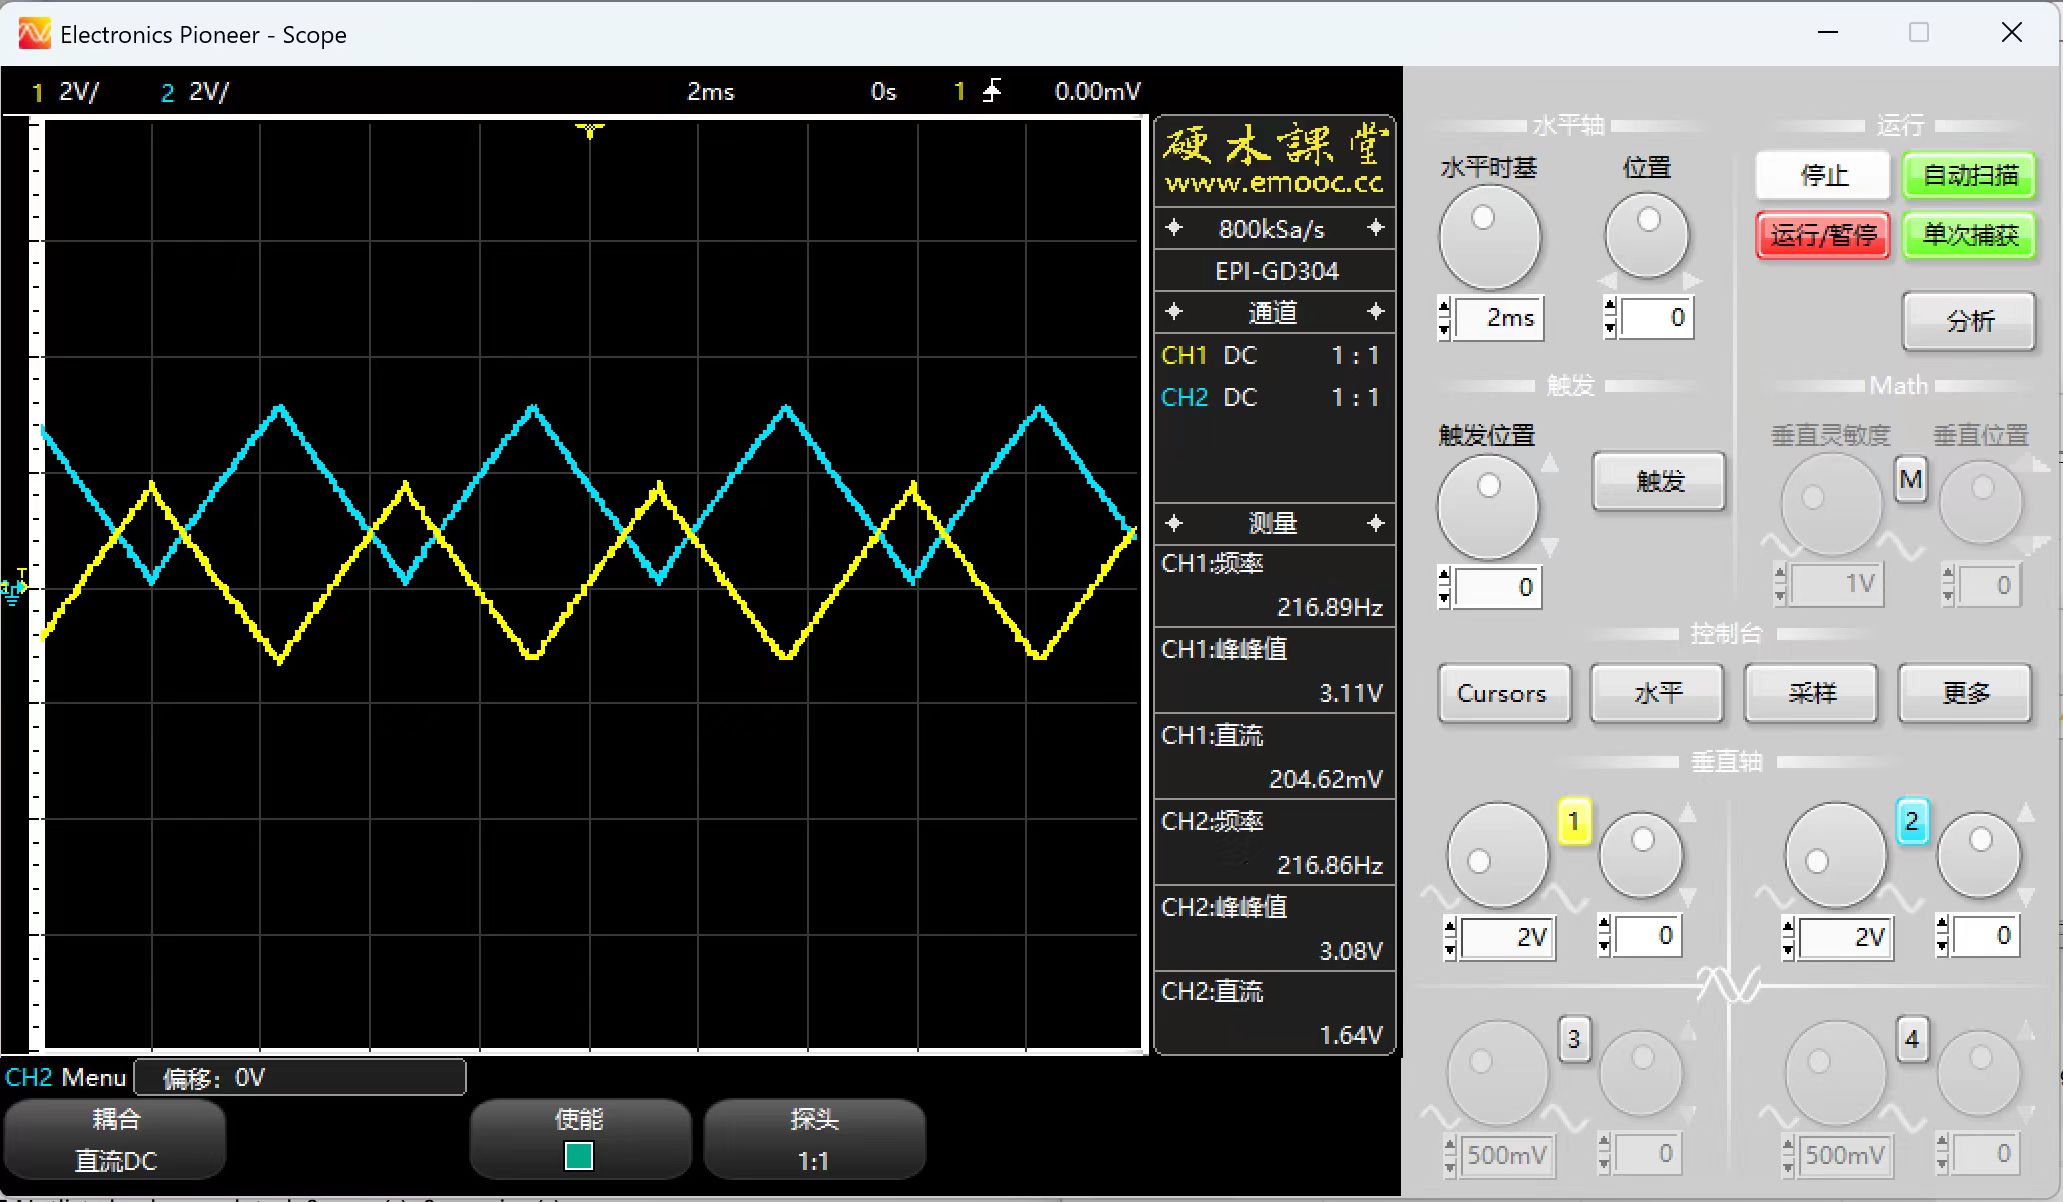 Electronics Pioneer - Scope
1 2V/ 2 2V/ 2ms 0s 1 0.00mV
硬木課堂
www.emooc.cc
800kSa/s
EPI-GD304
通道
CH1 DC 1 : 1
CH2 DC 1 : 1
测量
CH1:频率
216.89Hz
CH1:峰峰值
3.11V
CH1:直流
204.62mV
CH2:频率
216.86Hz
CH2:峰峰值
3.08V
CH2:直流
1.64V
T
CH2 Menu 偏移: 0V
耦合 使能 探头
直流DC 1:1
水平轴 运行
水平时基 位置 停止 自动扫描
运行/暂停 单次捕获
2ms 0 分析
触发 Math
触发位置 垂直灵敏度 垂直位置
触发 M
0 1V 0
控制台
Cursors 水平 采样 更多
垂直轴
1 2
2V 0 2V 0
3 4
500mV 0 500mV 0